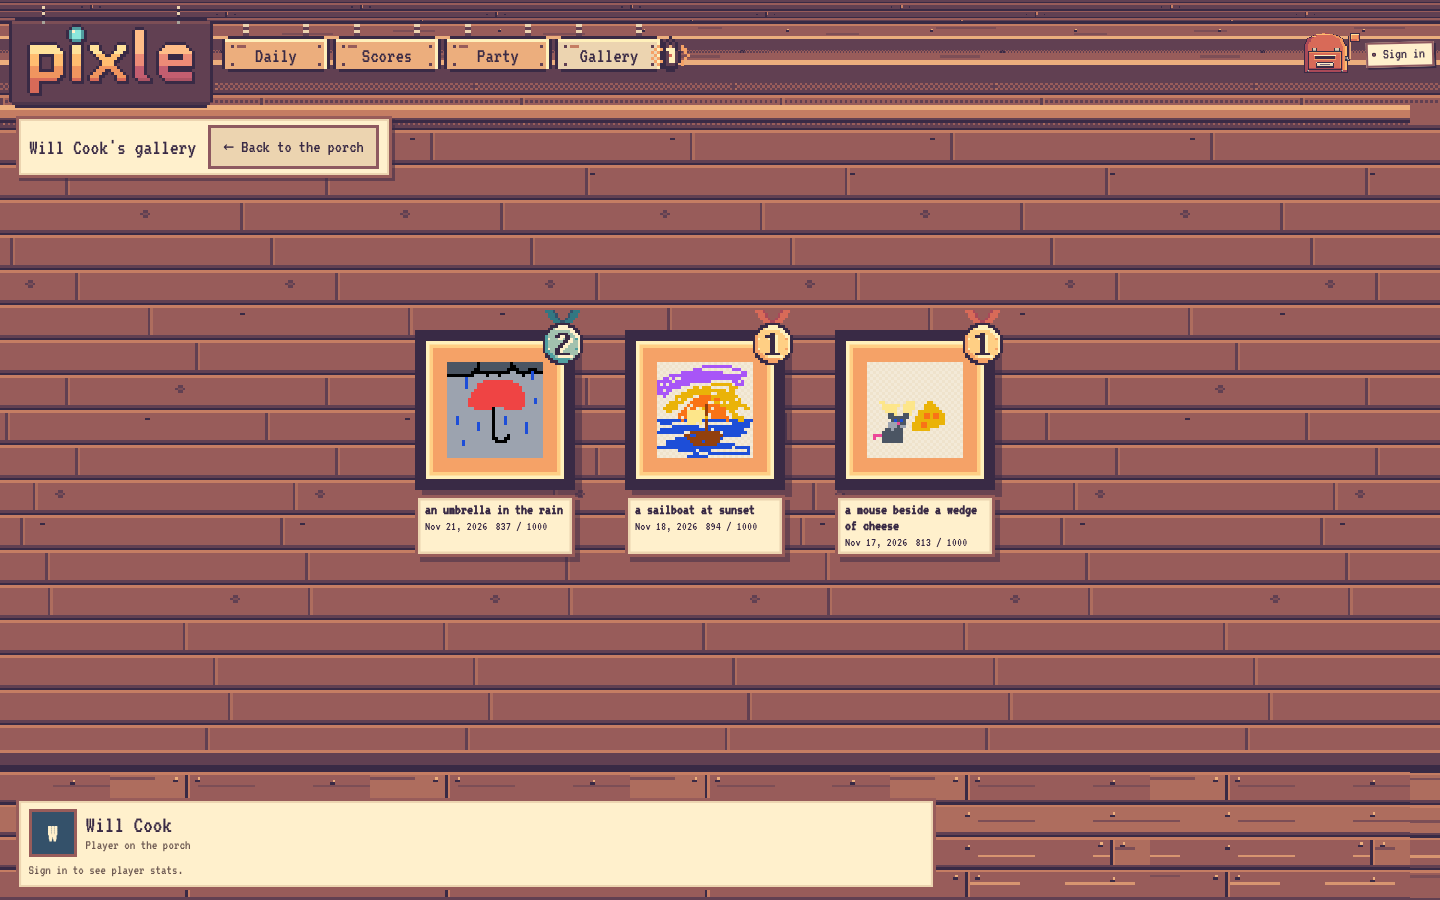 pixle
Daily
Scores
Party
Gallery
1
• Sign in
Will Cook's gallery
← Back to the porch
2
1
1
an umbrella in the rain
Nov 21, 2026 837 / 1000
a sailboat at sunset
Nov 18, 2026 894 / 1000
a mouse beside a wedge
of cheese
Nov 17, 2026 813 / 1000
W
Will Cook
Player on the porch
Sign in to see player stats.